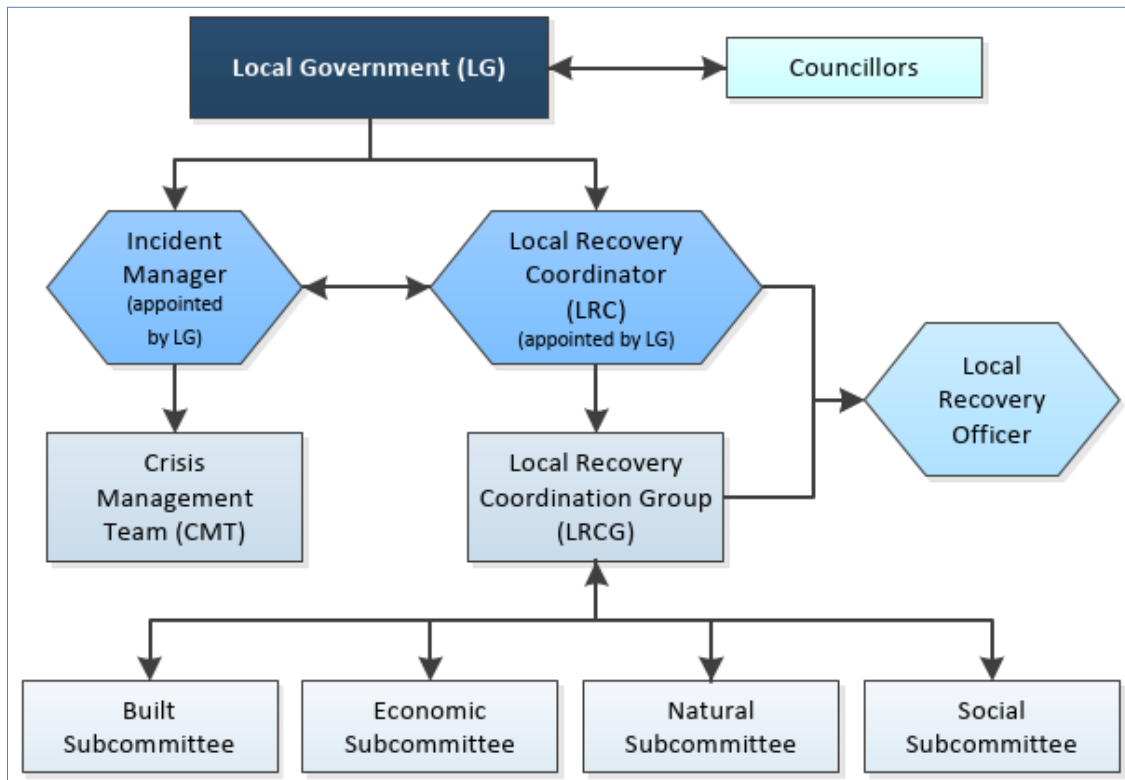 Local Government (LG)
Councillors
Incident
Manager
(appointed
by LG)
Local Recovery
Coordinator
(LRC)
(appointed by LG)
Local
Recovery
Officer
Crisis
Management
Team (CMT)
Local Recovery
Coordination Group
(LRCG)
Built
Subcommittee
Economic
Subcommittee
Natural
Subcommittee
Social
Subcommittee